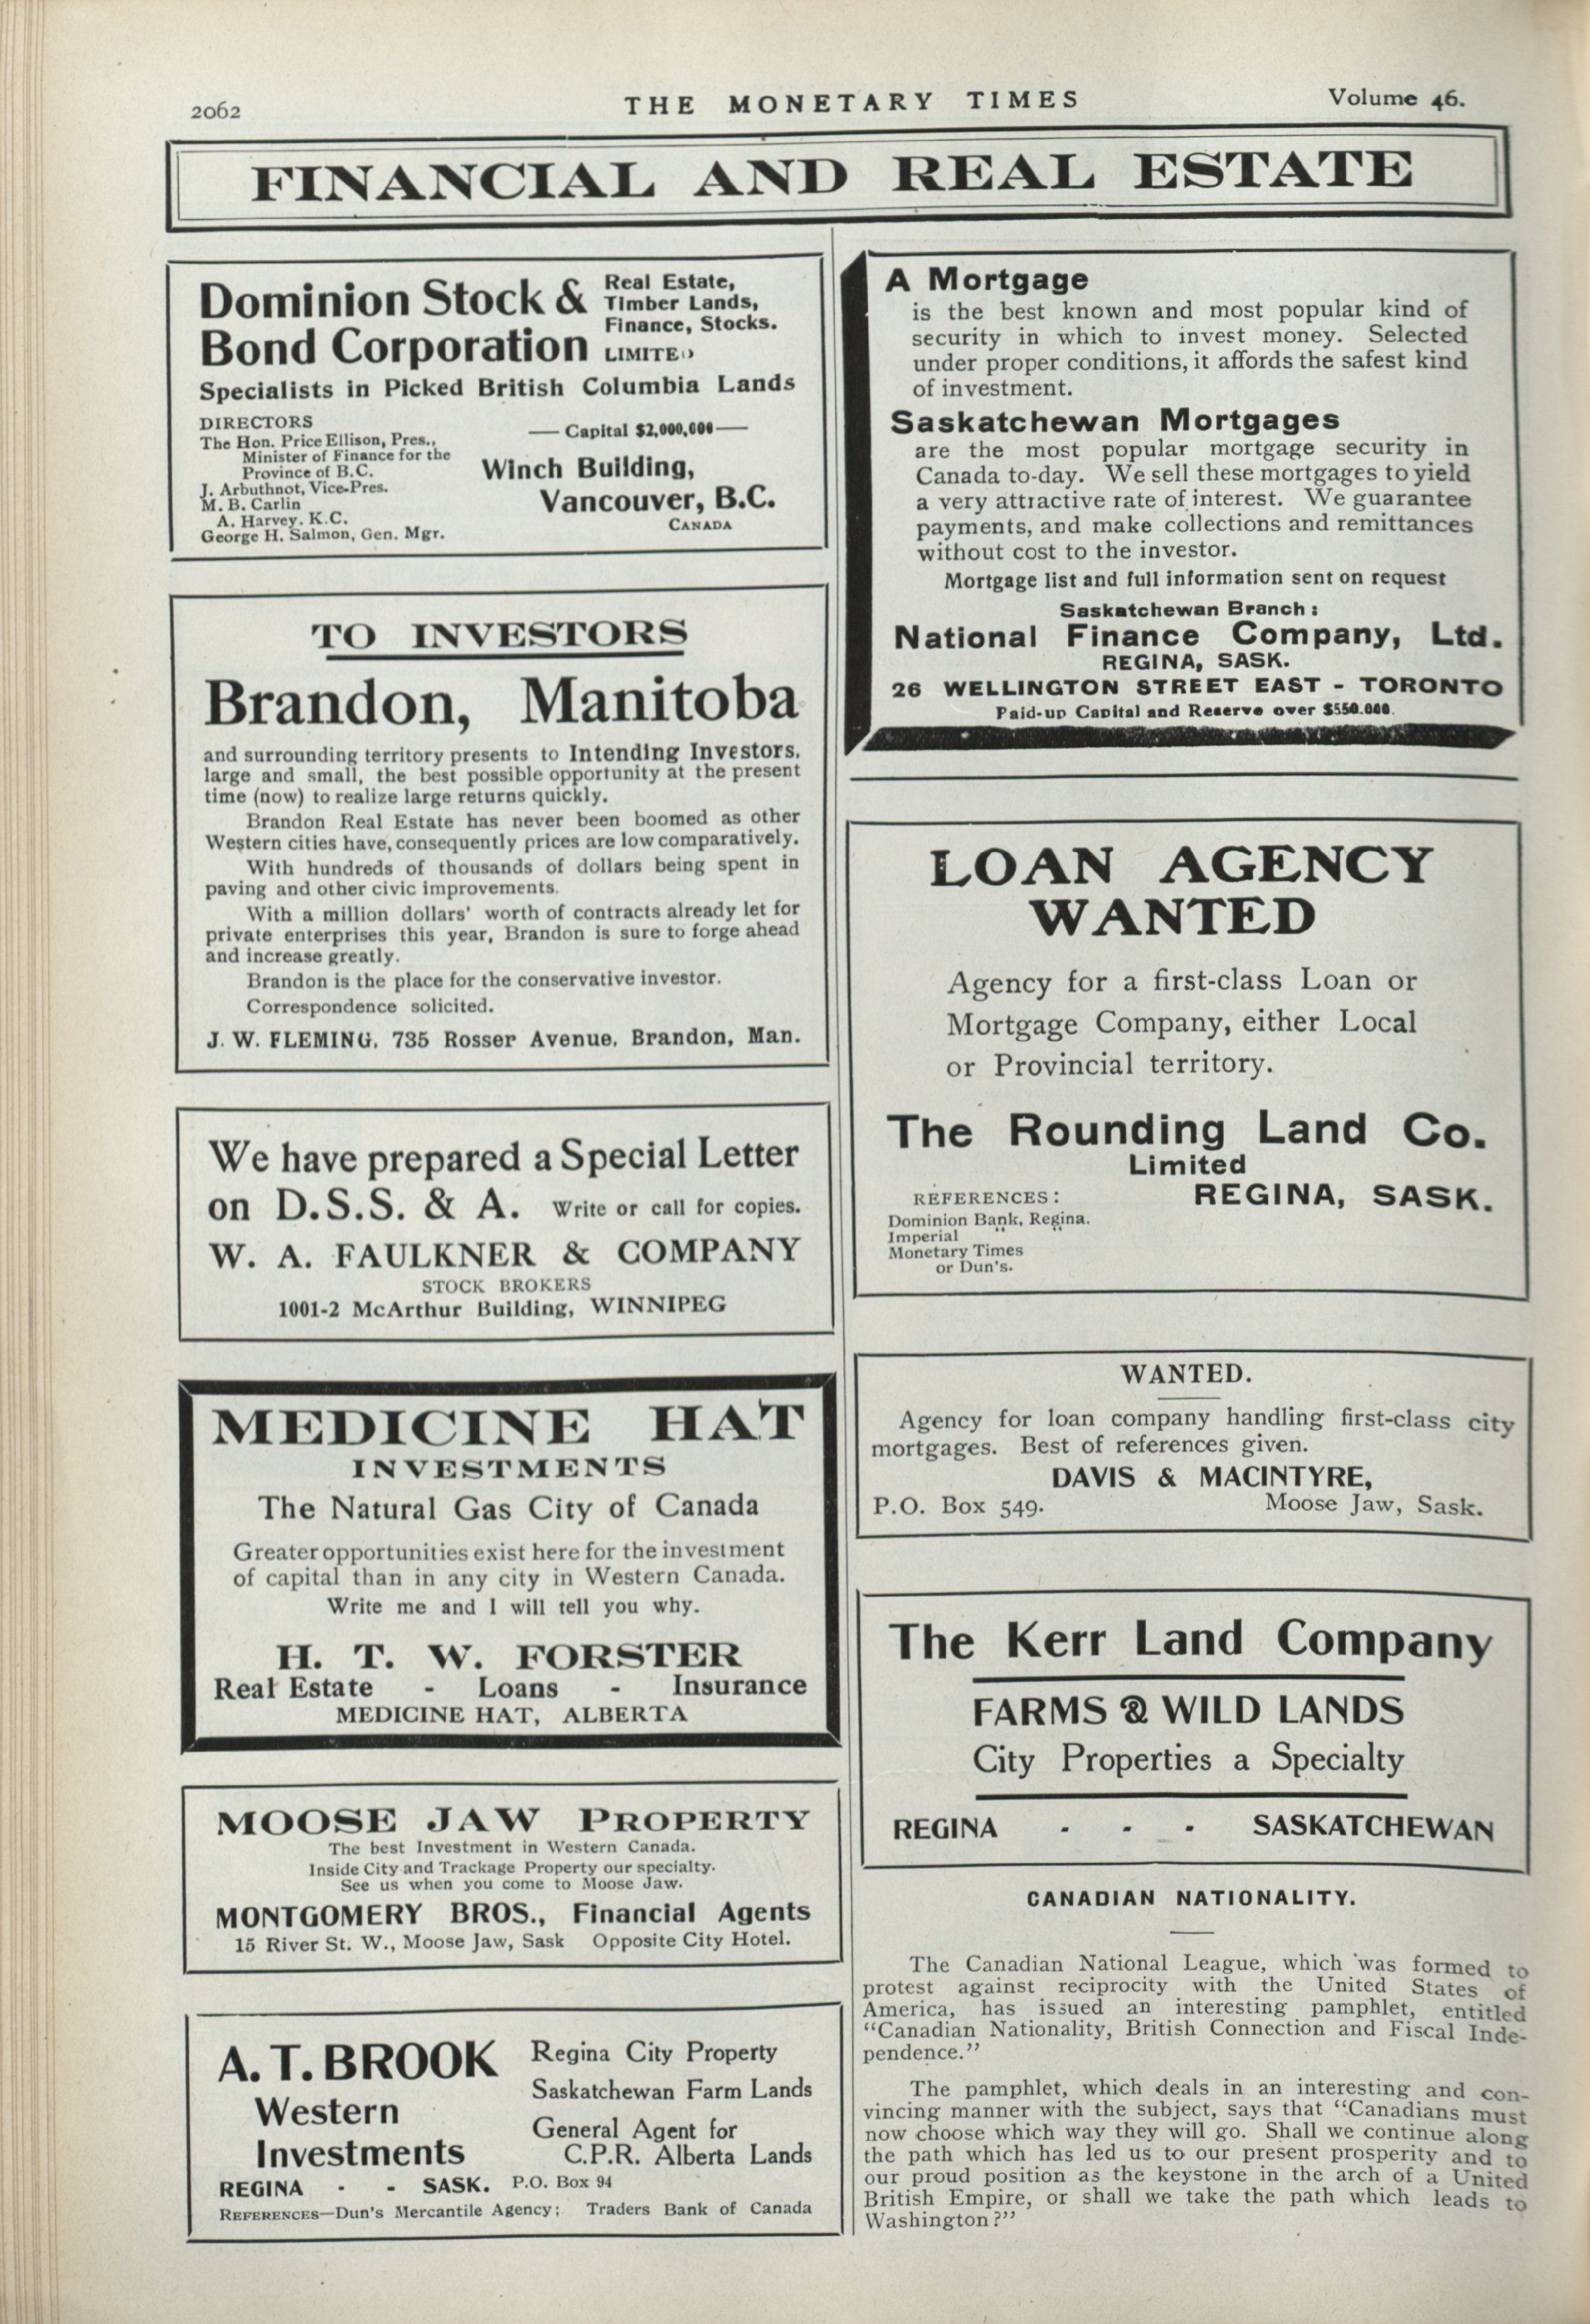 2062
THE MONETARY TIMES
Volume 46.
FINANCIAL AND REAL ESTATE
Dominion Stock &
Bond Corporation
Real Estate,
Timber Lands,
Finance, Stocks.
LIMITED
Specialists in Picked British Columbia Lands
DIRECTORS
The Hon. Price Ellison, Pres.,
Minister of Finance for the
Province of B.C.
J. Arbuthnot, Vice-Pres.
M. B. Carlin
A. Harvey. K.C.
George H. Salmon, Gen. Mgr.
— Capital $2,000,000 —
Winch Building,
Vancouver, B.C.
CANADA
TO INVESTORS
Brandon, Manitoba
and surrounding territory presents to Intending Investors,
large and small, the best possible opportunity at the present
time (now) to realize large returns quickly.
Brandon Real Estate has never been boomed as other
Western cities have, consequently prices are low comparatively.
With hundreds of thousands of dollars being spent in
paving and other civic improvements.
With a million dollars' worth of contracts already let for
private enterprises this year, Brandon is sure to forge ahead
and increase greatly.
Brandon is the place for the conservative investor.
Correspondence solicited.
J. W. FLEMING, 735 Rosser Avenue, Brandon, Man.
We have prepared a Special Letter
on D.S.S. & A. Write or call for copies.
W. A. FAULKNER & COMPANY
STOCK BROKERS
1001-2 McArthur Building, WINNIPEG
MEDICINE HAT
INVESTMENTS
The Natural Gas City of Canada
Greater opportunities exist here for the investment
of capital than in any city in Western Canada.
Write me and I will tell you why.
H. T. W. FORSTER
Real Estate - Loans - Insurance
MEDICINE HAT, ALBERTA
MOOSE JAW PROPERTY
The best Investment in Western Canada.
Inside City and Trackage Property our specialty.
See us when you come to Moose Jaw.
MONTGOMERY BROS., Financial Agents
15 River St. W., Moose Jaw, Sask Opposite City Hotel.
A. T. BROOK
Western
Investments
Regina City Property
Saskatchewan Farm Lands
General Agent for
C.P.R. Alberta Lands
REGINA - - SASK. P.O. Box 94
REFERENCES—Dun's Mercantile Agency; Traders Bank of Canada
A Mortgage
is the best known and most popular kind of
security in which to invest money. Selected
under proper conditions, it affords the safest kind
of investment.
Saskatchewan Mortgages
are the most popular mortgage security in
Canada to-day. We sell these mortgages to yield
a very attractive rate of interest. We guarantee
payments, and make collections and remittances
without cost to the investor.
Mortgage list and full information sent on request
Saskatchewan Branch:
National Finance Company, Ltd.
REGINA, SASK.
26 WELLINGTON STREET EAST - TORONTO
Paid-up Capital and Reserve over $550.000.
LOAN AGENCY
WANTED
Agency for a first-class Loan or
Mortgage Company, either Local
or Provincial territory.
The Rounding Land Co.
Limited
REGINA, SASK.
REFERENCES:
Dominion Bank, Regina.
Imperial " "
Monetary Times
or Dun's.
WANTED.
Agency for loan company handling first-class city
mortgages. Best of references given.
DAVIS & MACINTYRE,
P.O. Box 549. Moose Jaw, Sask.
The Kerr Land Company
FARMS & WILD LANDS
City Properties a Specialty
REGINA - - - SASKATCHEWAN
CANADIAN NATIONALITY.
The Canadian National League, which was formed to
protest against reciprocity with the United States of
America, has issued an interesting pamphlet, entitled
"Canadian Nationality, British Connection and Fiscal Inde-
pendence."
The pamphlet, which deals in an interesting and con-
vincing manner with the subject, says that "Canadians must
now choose which way they will go. Shall we continue along
the path which has led us to our present prosperity and to
our proud position as the keystone in the arch of a United
British Empire, or shall we take the path which leads to
Washington?"